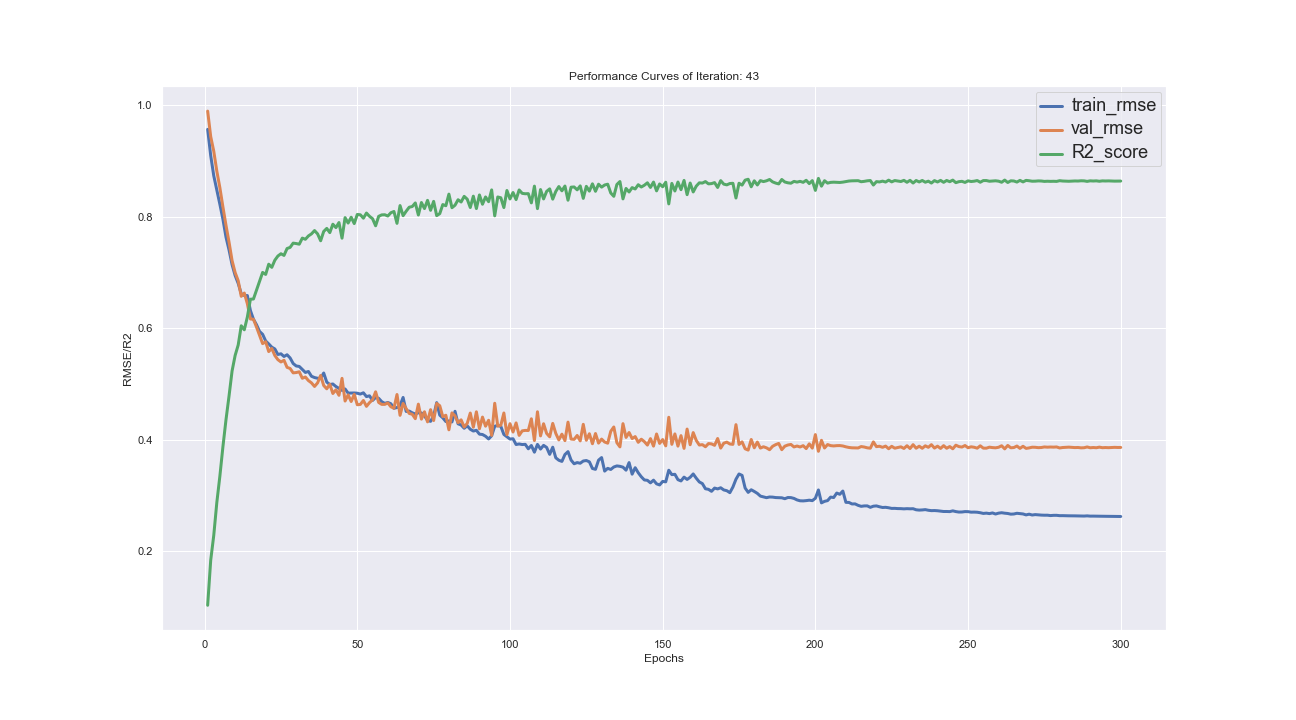 Performance Curves of Iteration: 43
train_rmse
val_rmse
R2_score
1.0
0.8
0.6
0.4
0.2
RMSE/R2
0
50
100
150
200
250
300
Epochs